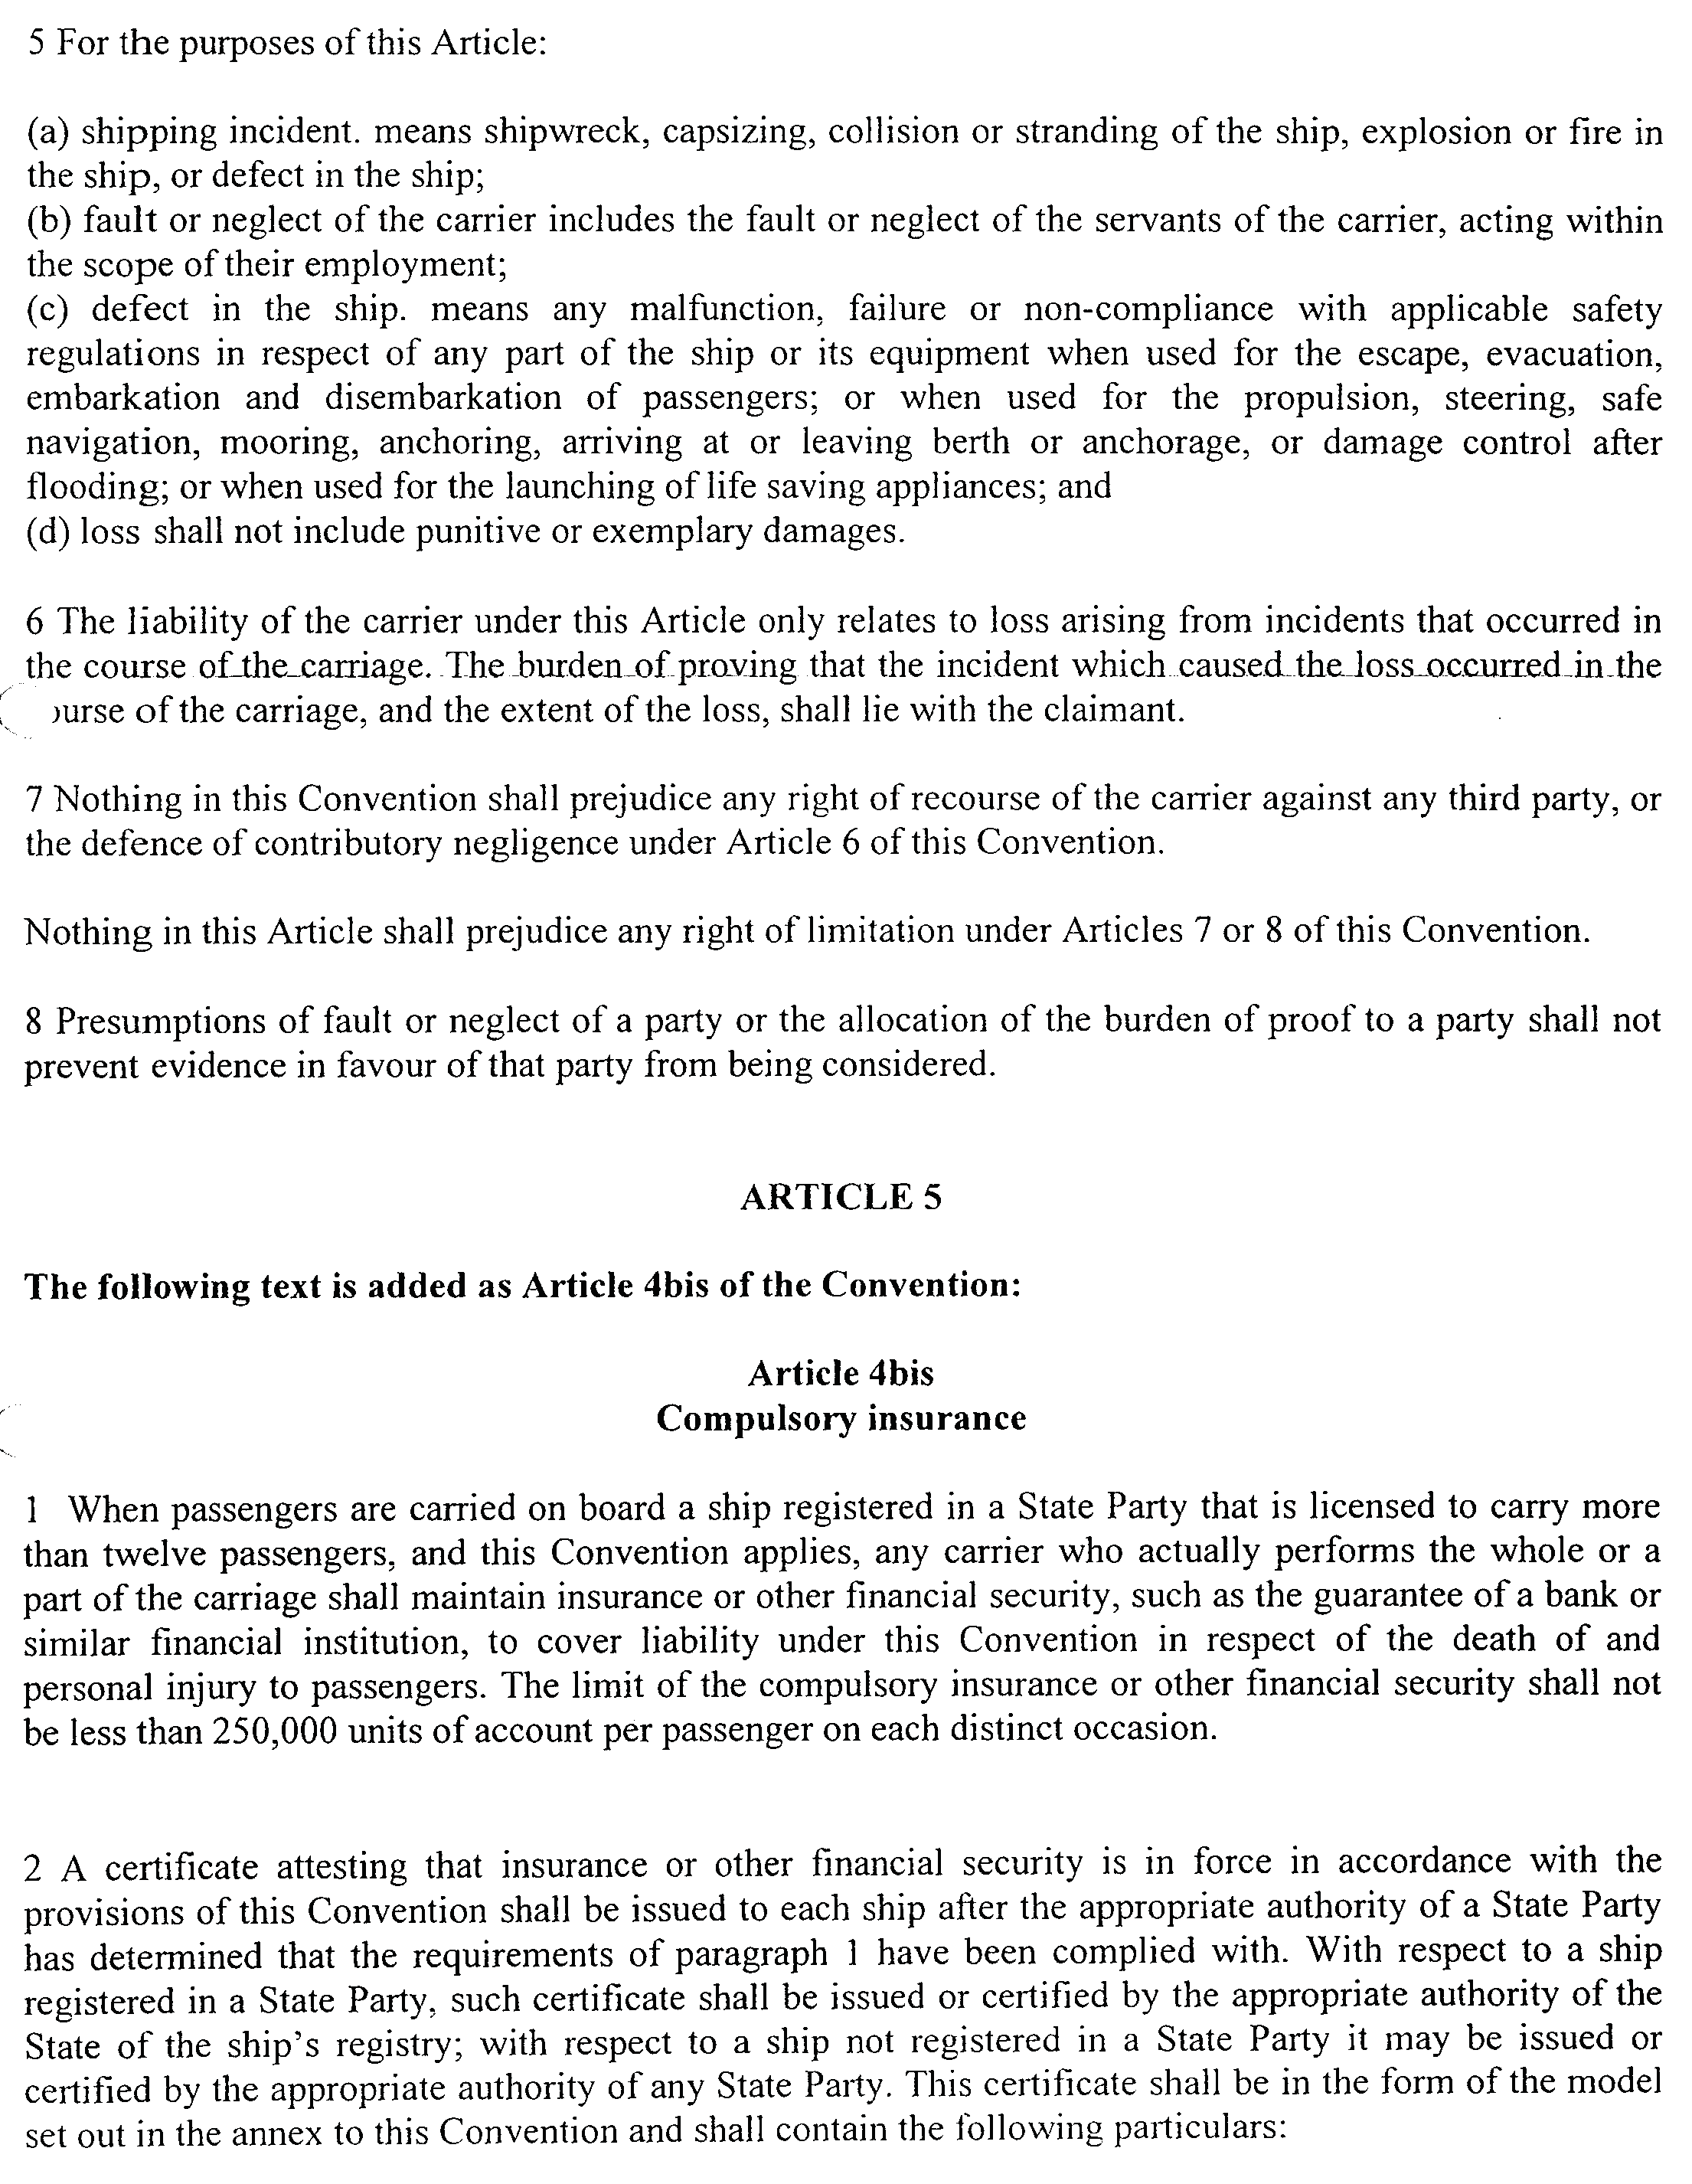 5 For the purposes of this Article:
(a) shipping incident. means shipwreck, capsizing, collision or stranding of the ship, explosion or fire in
the ship, or defect in the ship;
(b) fault or neglect of the carrier includes the fault or neglect of the servants of the carrier, acting within
the scope of their employment;
(c) defect in the ship. means any malfunction, failure or non-compliance with applicable safety
regulations in respect of any part of the ship or its equipment when used for the escape, evacuation,
embarkation and disembarkation of passengers; or when used for the propulsion, steering, safe
navigation, mooring, anchoring, arriving at or leaving berth or anchorage, or damage control after
flooding; or when used for the launching of life saving appliances; and
(d) loss shall not include punitive or exemplary damages.
6 The liability of the carrier under this Article only relates to loss arising from incidents that occurred in
the course of the carriage. The burden of proving that the incident which caused the loss occurred in the
urse of the carriage, and the extent of the loss, shall lie with the claimant.
7 Nothing in this Convention shall prejudice any right of recourse of the carrier against any third party, or
the defence of contributory negligence under Article 6 of this Convention.
Nothing in this Article shall prejudice any right of limitation under Articles 7 or 8 of this Convention.
8 Presumptions of fault or neglect of a party or the allocation of the burden of proof to a party shall not
prevent evidence in favour of that party from being considered.
ARTICLE 5
The following text is added as Article 4bis of the Convention:
Article 4bis
Compulsory insurance
1 When passengers are carried on board a ship registered in a State Party that is licensed to carry more
than twelve passengers, and this Convention applies, any carrier who actually performs the whole or a
part of the carriage shall maintain insurance or other financial security, such as the guarantee of a bank or
similar financial institution, to cover liability under this Convention in respect of the death of and
personal injury to passengers. The limit of the compulsory insurance or other financial security shall not
be less than 250,000 units of account per passenger on each distinct occasion.
2 A certificate attesting that insurance or other financial security is in force in accordance with the
provisions of this Convention shall be issued to each ship after the appropriate authority of a State Party
has determined that the requirements of paragraph 1 have been complied with. With respect to a ship
registered in a State Party, such certificate shall be issued or certified by the appropriate authority of the
State of the ship's registry; with respect to a ship not registered in a State Party it may be issued or
certified by the appropriate authority of any State Party. This certificate shall be in the form of the model
set out in the annex to this Convention and shall contain the following particulars: